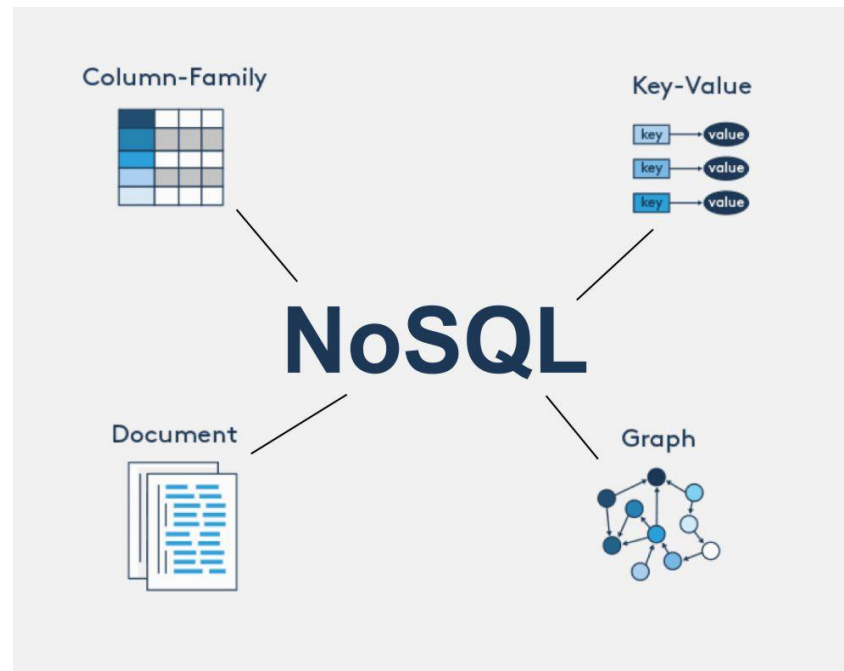 Column-Family
Key-Value
key value
key value
key value
NoSQL
Document
Graph